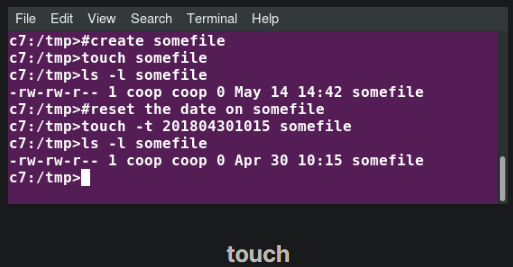 File Edit View Search Terminal Help
c7:/tmp>#create somefile
c7:/tmp>touch somefile
c7:/tmp>ls -l somefile
-rw-rw-r-- 1 coop coop 0 May 14 14:42 somefile
c7:/tmp>#reset the date on somefile
c7:/tmp>touch -t 201804301015 somefile
c7:/tmp>ls -l somefile
-rw-rw-r-- 1 coop coop 0 Apr 30 10:15 somefile
c7:/tmp>
touch